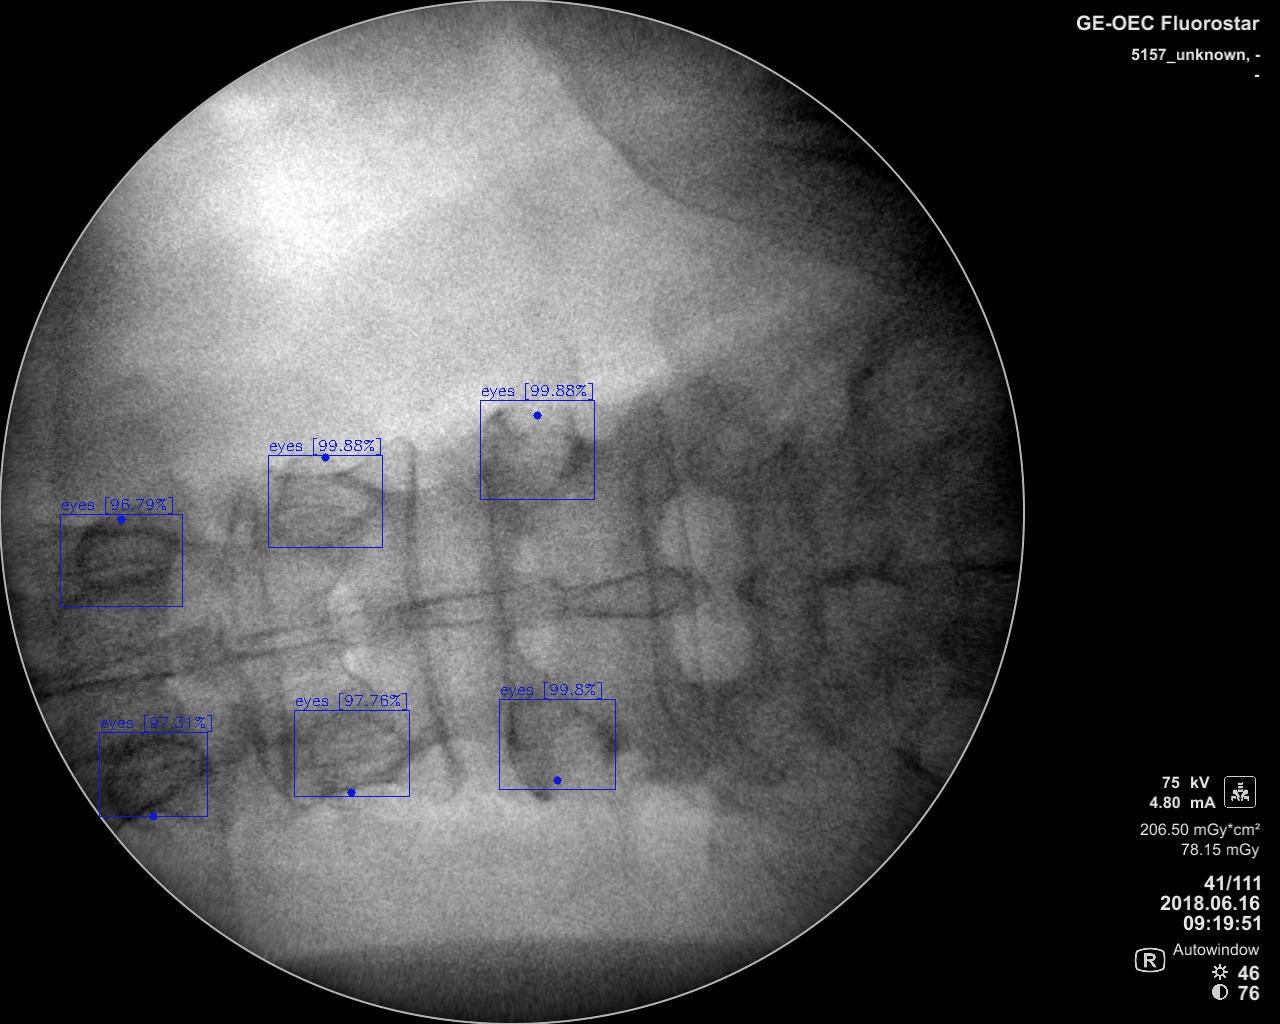 GE-OEC Fluorostar
5157_unknown, -
-
eyes [99.88%]
eyes [99.88%]
eyes [96.79%]
eyes [99.8%]
eyes [97.76%]
eyes [97.31%]
75 kV
4.80 mA
206.50 mGy*cm²
78.15 mGy
41/111
2018.06.16
09:19:51
Autowindow
R
46
76